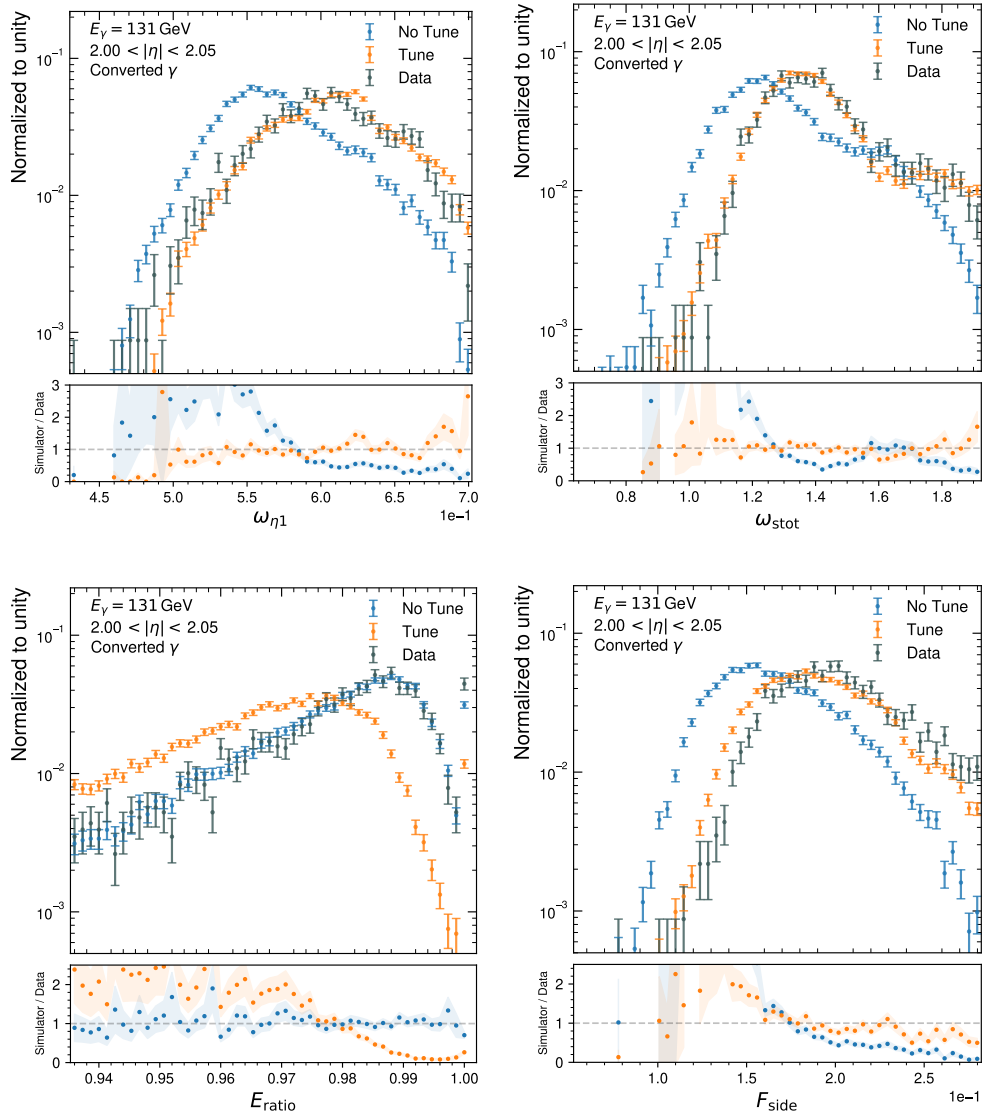 Normalized to unity
10⁻¹
10⁻²
10⁻³
E_γ = 131 GeV
2.00 < |η| < 2.05
Converted γ
No Tune
Tune
Data
Simulator / Data
3
2
1
0
4.5 5.0 5.5 6.0 6.5 7.0
1e−1
ω_η1
Normalized to unity
10⁻¹
10⁻²
10⁻³
E_γ = 131 GeV
2.00 < |η| < 2.05
Converted γ
No Tune
Tune
Data
Simulator / Data
3
2
1
0
0.8 1.0 1.2 1.4 1.6 1.8
ω_stot
Normalized to unity
10⁻¹
10⁻²
10⁻³
E_γ = 131 GeV
2.00 < |η| < 2.05
Converted γ
No Tune
Tune
Data
Simulator / Data
2
1
0
0.94 0.95 0.96 0.97 0.98 0.99 1.00
E_ratio
Normalized to unity
10⁻¹
10⁻²
10⁻³
E_γ = 131 GeV
2.00 < |η| < 2.05
Converted γ
No Tune
Tune
Data
Simulator / Data
2
1
0
1.0 1.5 2.0 2.5
1e−1
F_side